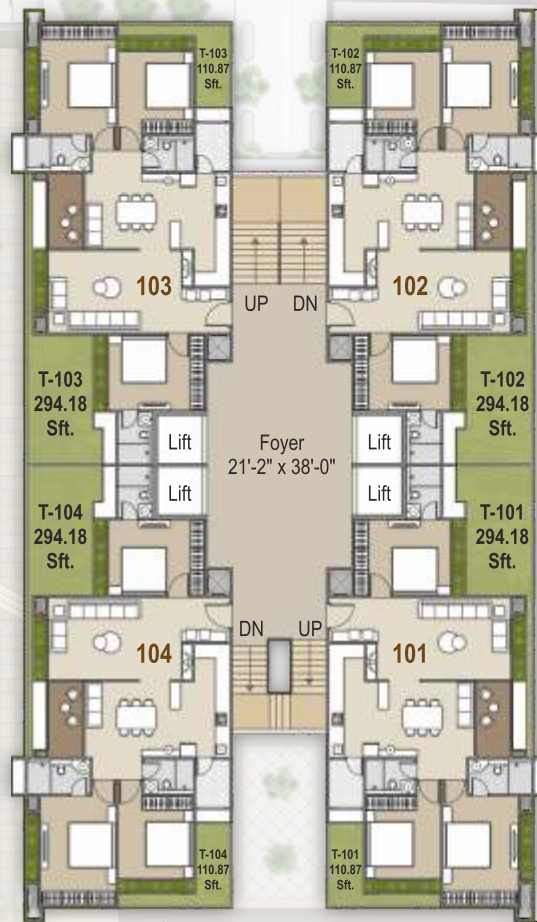 T-103
110.87
Sft.
T-102
110.87
Sft.
103
102
UP
DN
T-103
294.18
Sft.
T-102
294.18
Sft.
Lift
Lift
Foyer
21'-2" x 38'-0"
Lift
Lift
T-104
294.18
Sft.
T-101
294.18
Sft.
DN
UP
104
101
T-104
110.87
Sft.
T-101
110.87
Sft.